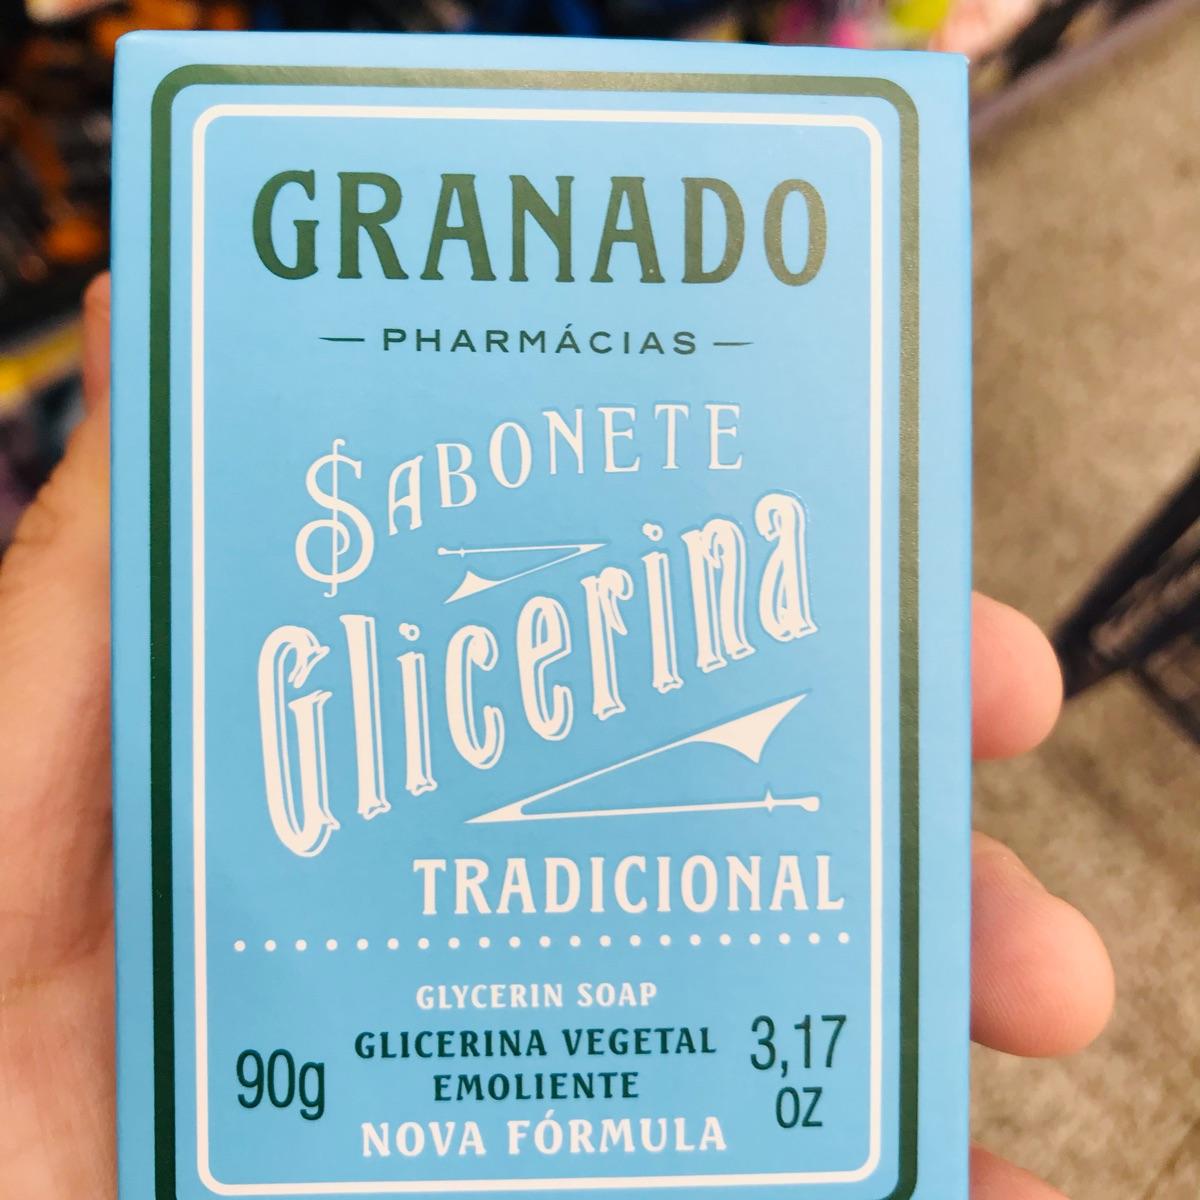 GRANADO
— PHARMÁCIAS —
SABONETE
Glicerina
TRADICIONAL
GLYCERIN SOAP
90g GLICERINA VEGETAL 3,17
EMOLIENTE OZ
NOVA FÓRMULA